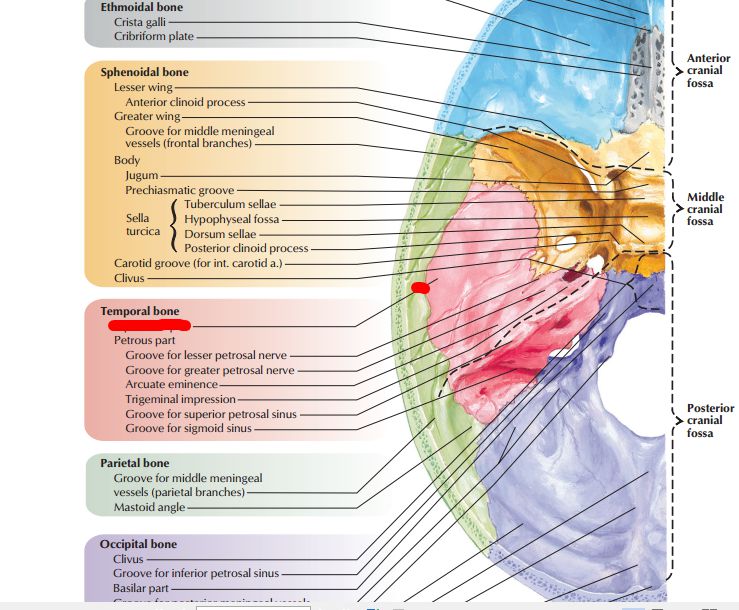 Ethmoidal bone
Crista galli
Cribriform plate
Sphenoidal bone
Lesser wing
Anterior clinoid process
Greater wing
Groove for middle meningeal
vessels (frontal branches)
Body
Jugum
Prechiasmatic groove
Sella
turcica
Tuberculum sellae
Hypophyseal fossa
Dorsum sellae
Posterior clinoid process
Carotid groove (for int. carotid a.)
Clivus
Temporal bone
Petrous part
Groove for lesser petrosal nerve
Groove for greater petrosal nerve
Arcuate eminence
Trigeminal impression
Groove for superior petrosal sinus
Groove for sigmoid sinus
Parietal bone
Groove for middle meningeal
vessels (parietal branches)
Mastoid angle
Occipital bone
Clivus
Groove for inferior petrosal sinus
Basilar part
Anterior
cranial
fossa
Middle
cranial
fossa
Posterior
cranial
fossa